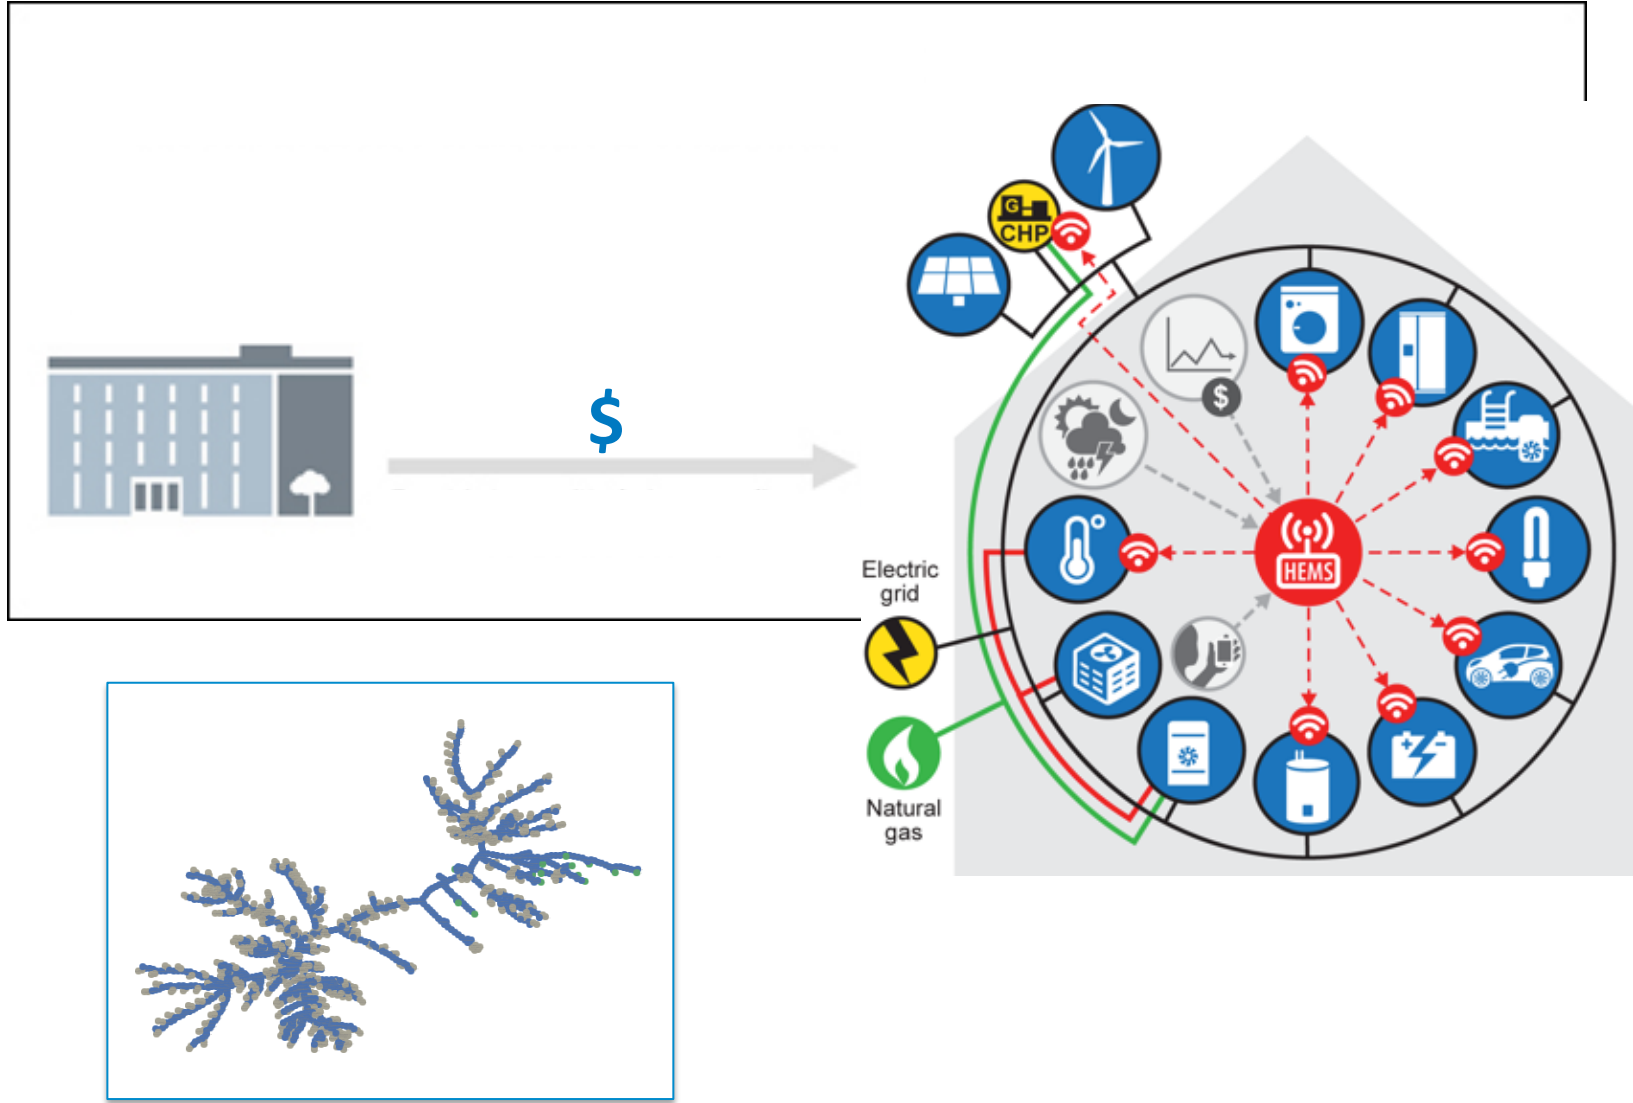 G
CHP
$
$
HEMS
Electric
grid
Natural
gas